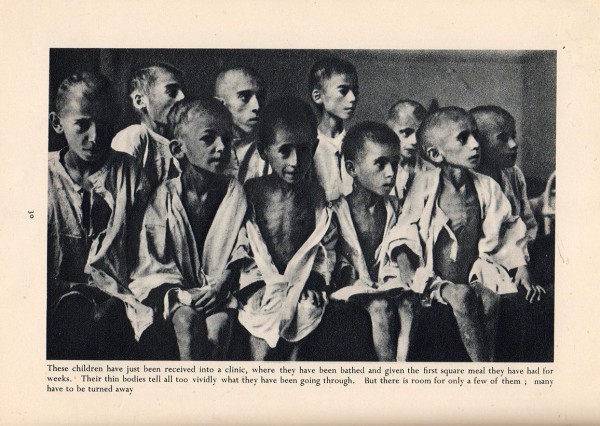 30
These children have just been received into a clinic, where they have been bathed and given the first square meal they have had for
weeks. Their thin bodies tell all too vividly what they have been going through. But there is room for only a few of them ; many
have to be turned away